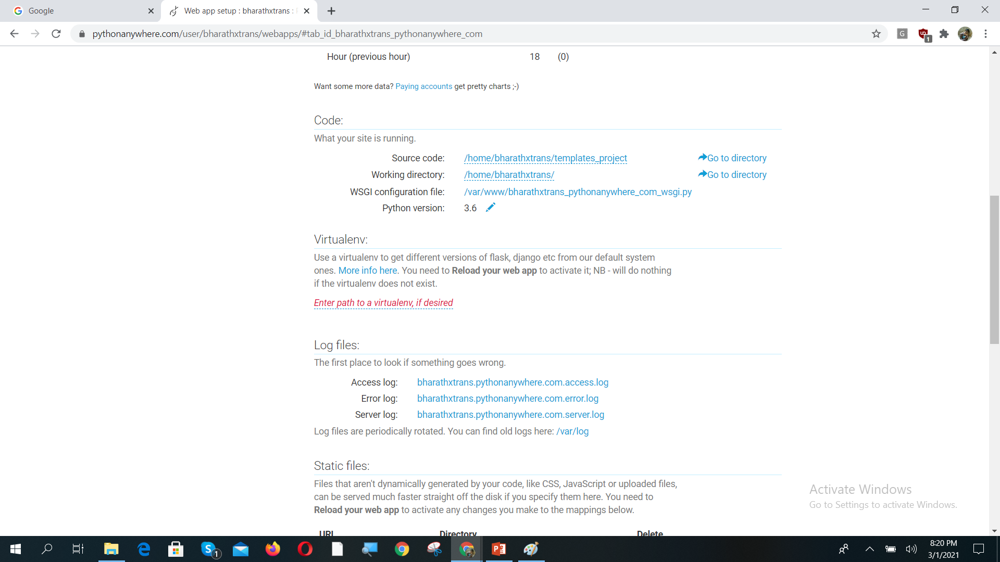 Google
Web app setup : bharathxtrans :
pythonanywhere.com/user/bharathxtrans/webapps/#tab_id_bharathxtrans_pythonanywhere_com
G
1
Hour (previous hour) 18 (0)
Want some more data? Paying accounts get pretty charts ;-)
Code:
What your site is running.
Source code: /home/bharathxtrans/templates_project Go to directory
Working directory: /home/bharathxtrans/ Go to directory
WSGI configuration file: /var/www/bharathxtrans_pythonanywhere_com_wsgi.py
Python version: 3.6
Virtualenv:
Use a virtualenv to get different versions of flask, django etc from our default system
ones. More info here. You need to Reload your web app to activate it; NB - will do nothing
if the virtualenv does not exist.
Enter path to a virtualenv, if desired
Log files:
The first place to look if something goes wrong.
Access log: bharathxtrans.pythonanywhere.com.access.log
Error log: bharathxtrans.pythonanywhere.com.error.log
Server log: bharathxtrans.pythonanywhere.com.server.log
Log files are periodically rotated. You can find old logs here: /var/log
Static files:
Files that aren't dynamically generated by your code, like CSS, JavaScript or uploaded files,
can be served much faster straight off the disk if you specify them here. You need to
Reload your web app to activate any changes you make to the mappings below.
URL Directory Delete
Activate Windows
Go to Settings to activate Windows.
1
8:20 PM
3/1/2021